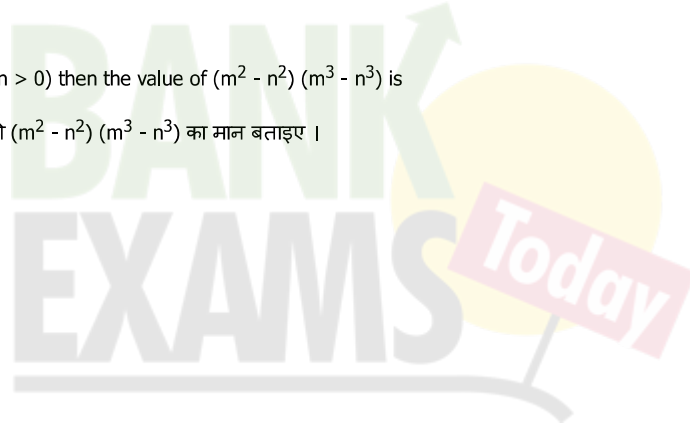 n > 0) then the value of (m² - n²) (m³ - n³) is
(m² - n²) (m³ - n³) का मान बताइए ।
BANK
EXAMS
Today